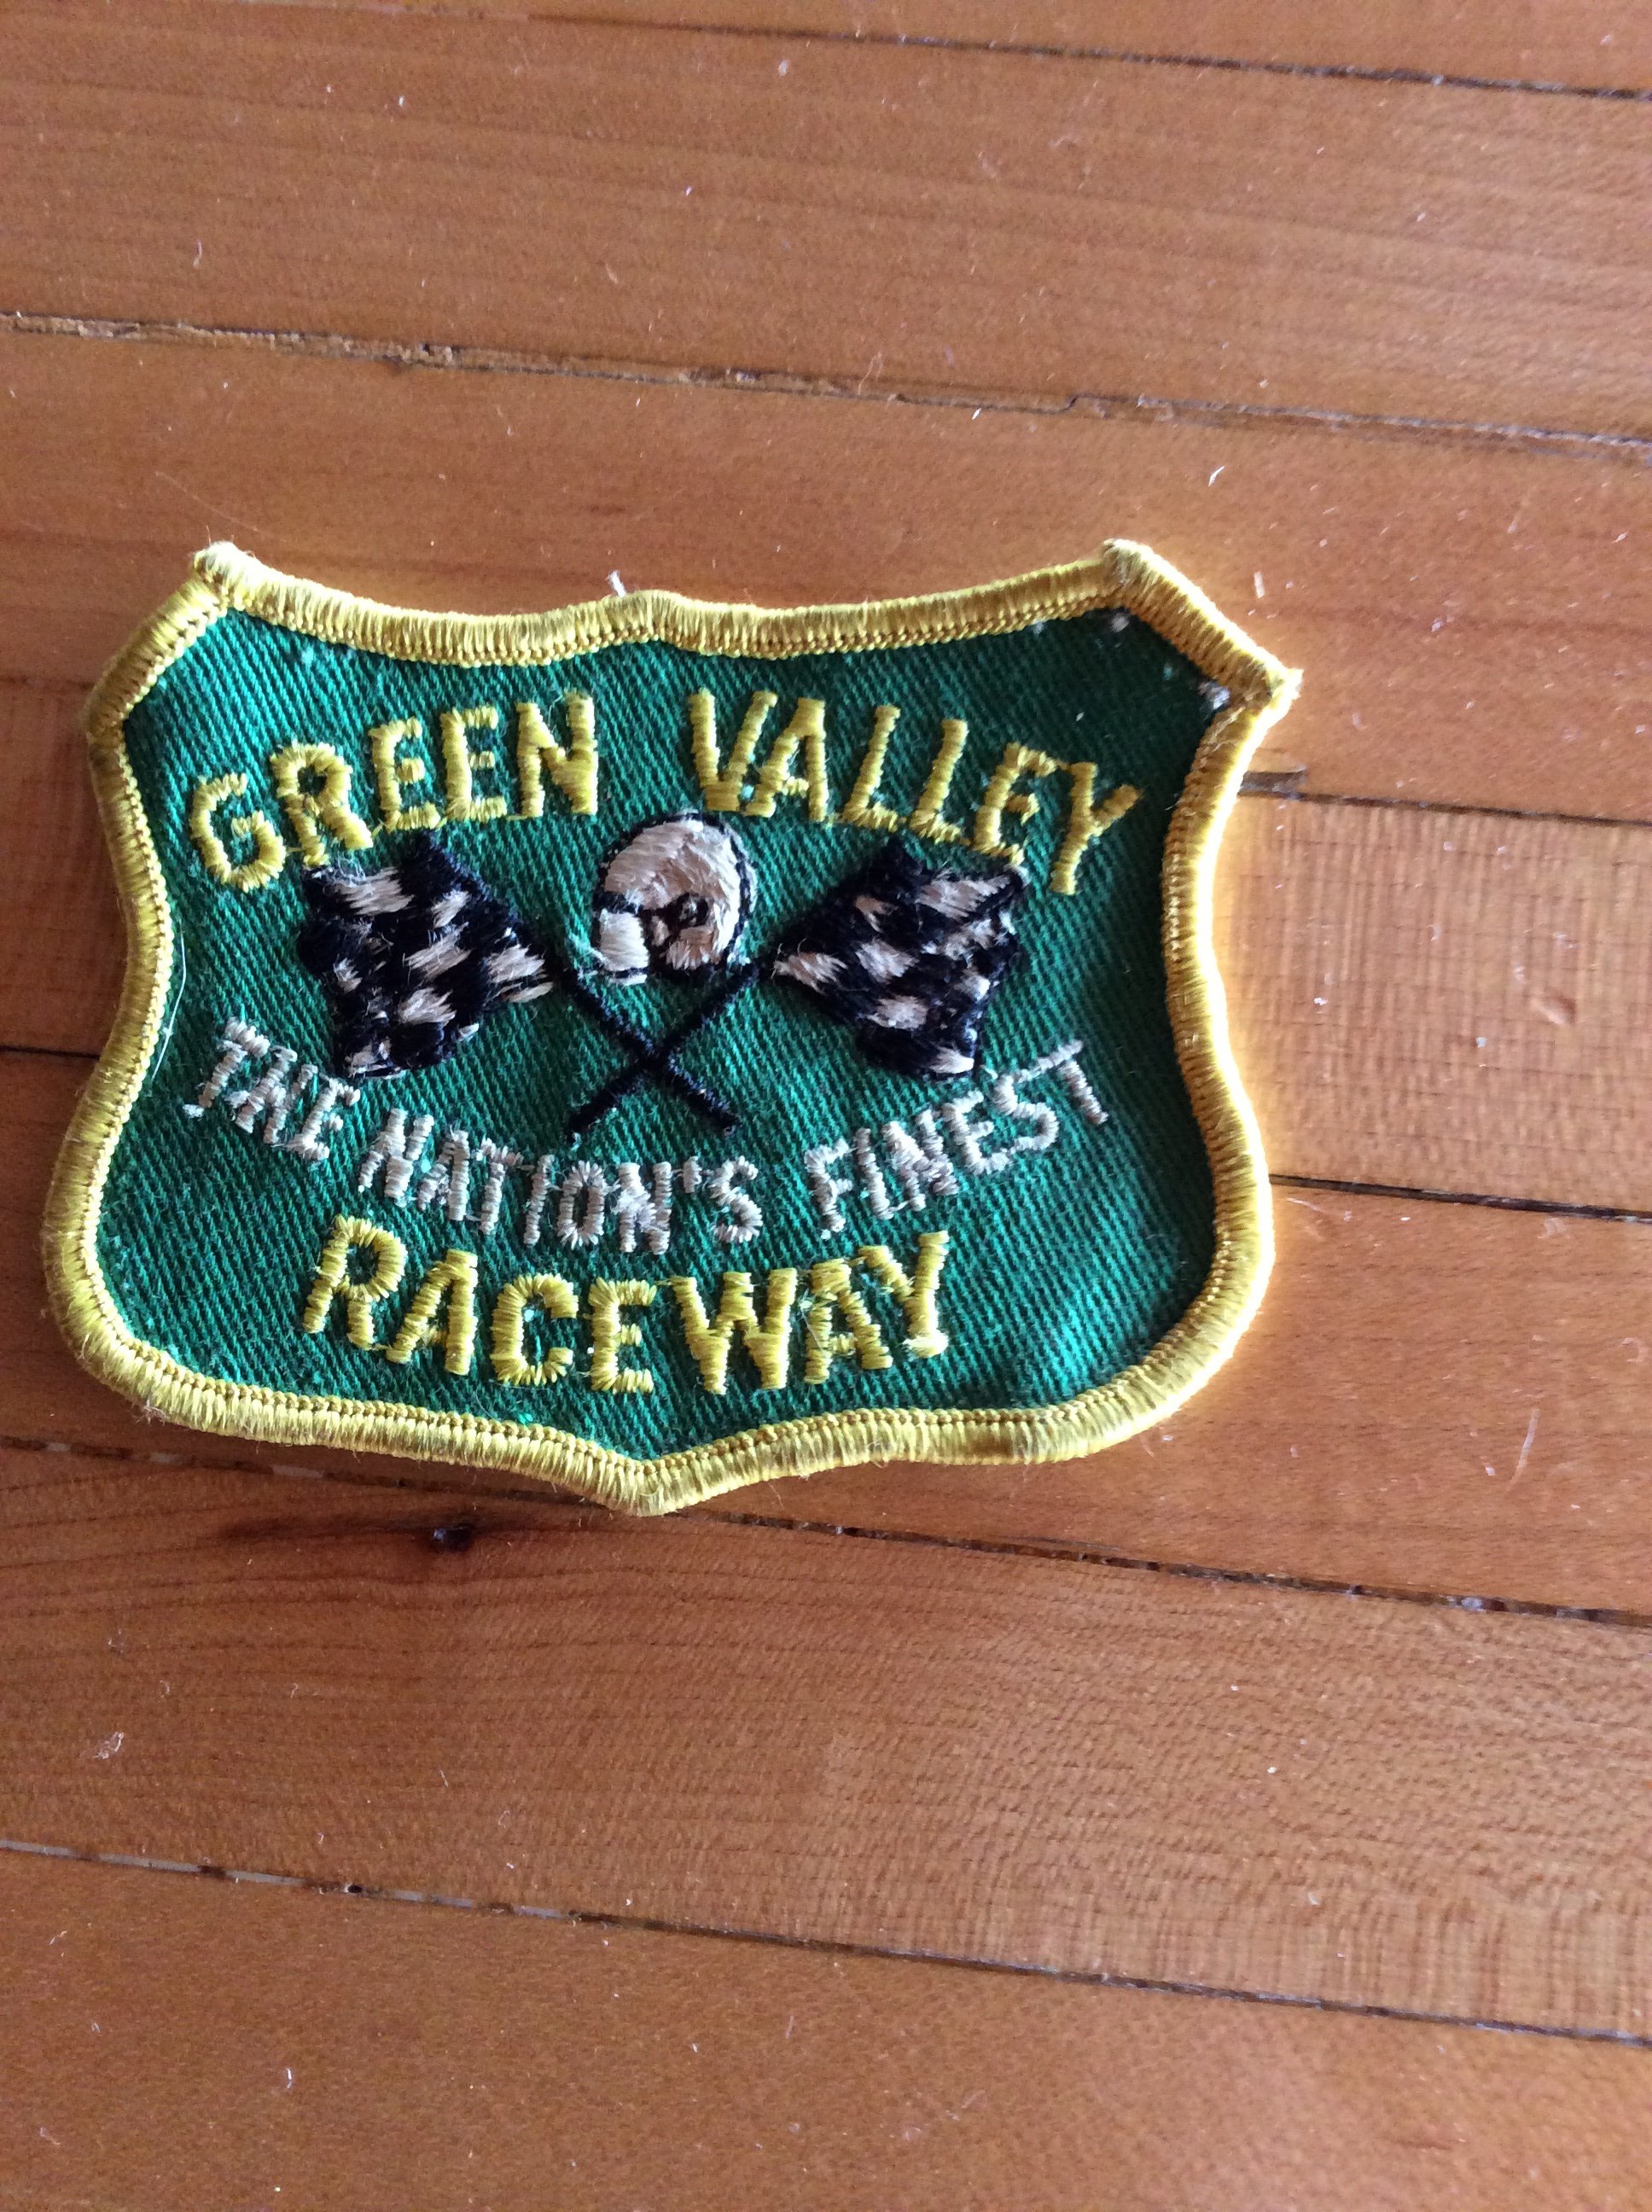 GREEN VALLEY
THE NATION'S FINEST
RACEWAY